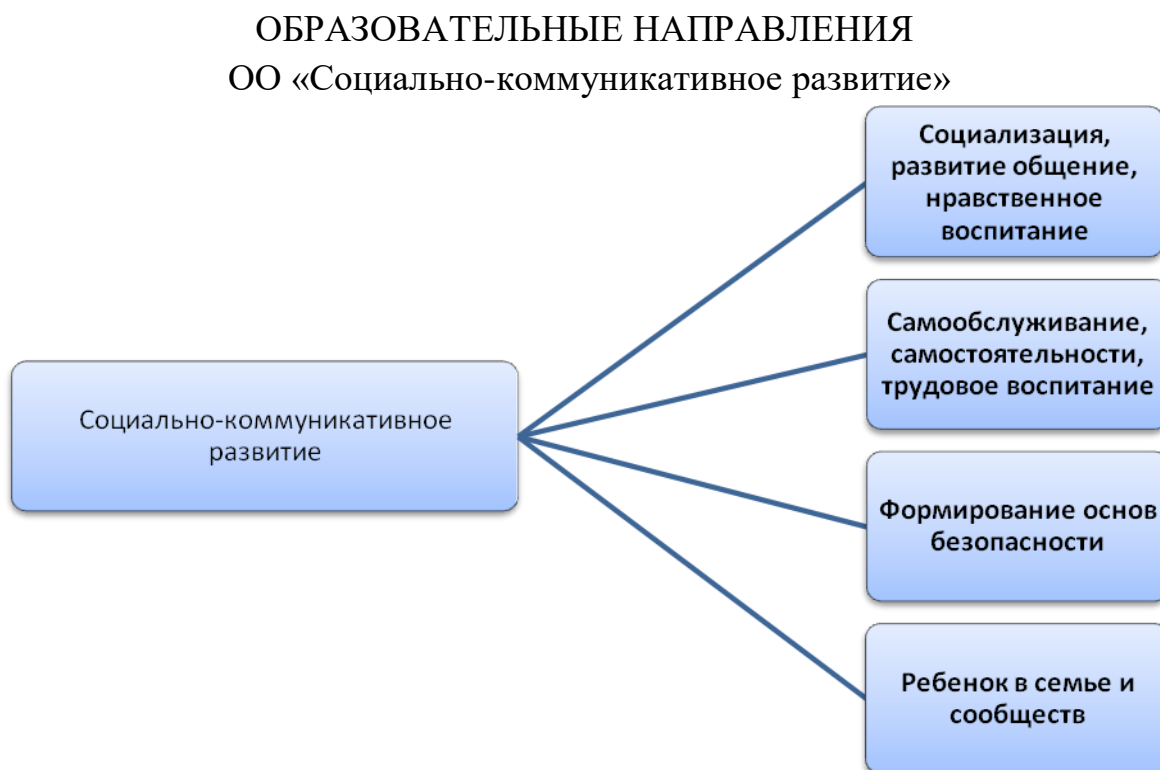 ОБРАЗОВАТЕЛЬНЫЕ НАПРАВЛЕНИЯ
ОО «Социально-коммуникативное развитие»
Социализация,
развитие общение,
нравственное
воспитание
Самообслуживание,
самостоятельности,
трудовое воспитание
Социально-коммуникативное
развитие
Формирование основ
безопасности
Ребенок в семье и
сообществ